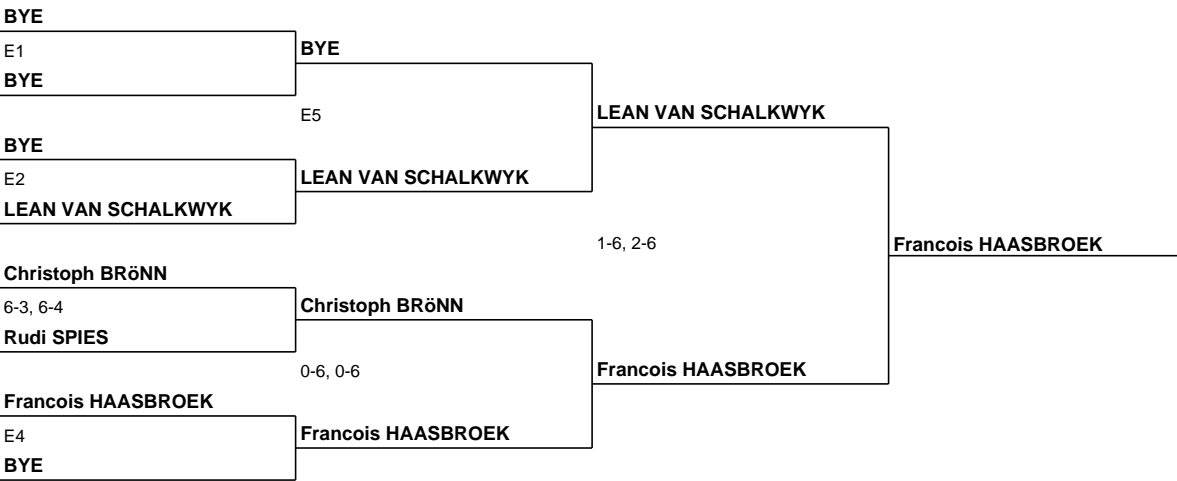 BYE
E1
BYE
BYE
E5
LEAN VAN SCHALKWYK
BYE
E2
LEAN VAN SCHALKWYK
LEAN VAN SCHALKWYK
1-6, 2-6
Francois HAASBROEK
Christoph BRöNN
6-3, 6-4
Christoph BRöNN
Rudi SPIES
0-6, 0-6
Francois HAASBROEK
Francois HAASBROEK
E4
Francois HAASBROEK
BYE